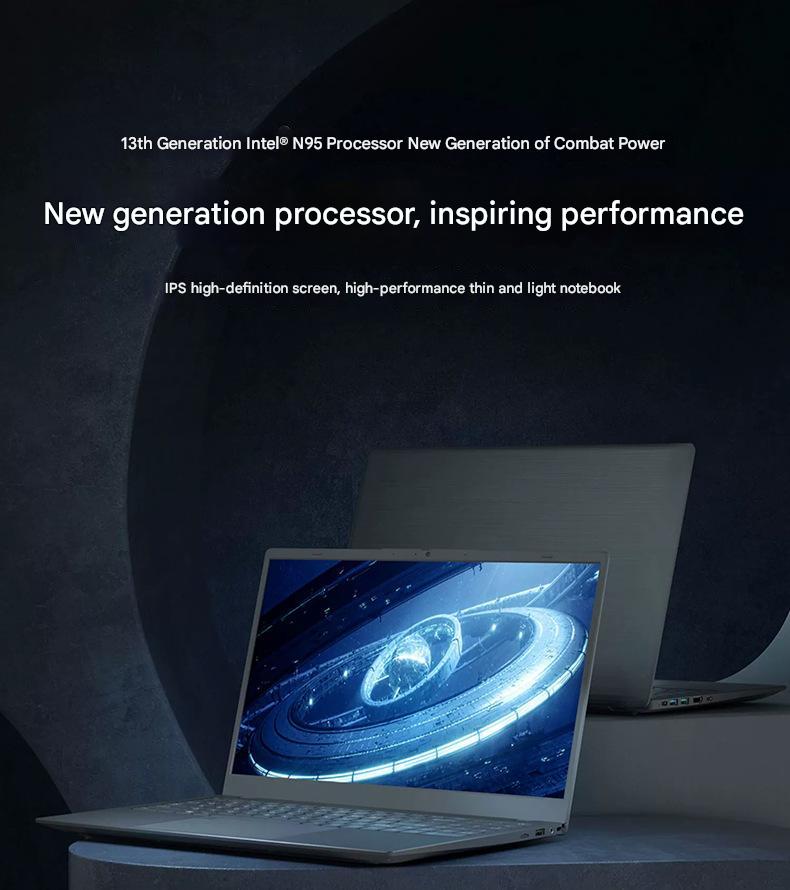 13th Generation Intel® N95 Processor New Generation of Combat Power
New generation processor, inspiring performance
IPS high-definition screen, high-performance thin and light notebook